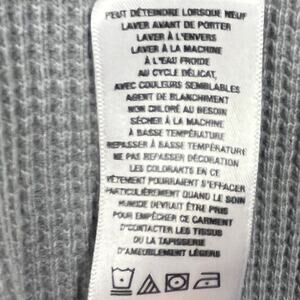 PEUT DÉTEINDRE LORSQUE NEUF
LAVER AVANT DE PORTER
LAVER À L'ENVERS
LAVER À LA MACHINE
À L'EAU FROIDE
AU CYCLE DÉLICAT,
AVEC COULEURS SEMBLABLES
AGENT DE BLANCHIMENT
NON CHLORÉ AU BESOIN
SÉCHER À LA MACHINE
À BASSE TEMPÉRATURE
REPASSER À BASSE TEMPÉRATURE
NE PAS REPASSER DÉCORATION
LES COLORANTS EN CE
VÊTEMENT POURRAIENT S'EFFACER
PARTICULIÈREMENT QUAND LE SEC
HUMIDE DEVRAIT ÊTRE PRIS
POUR EMPÊCHER CE GARMENT
D'CONTACTER LES TISSUS
OU LA TAPISSERIE
D'AMEUBLEMENT LÉGERS